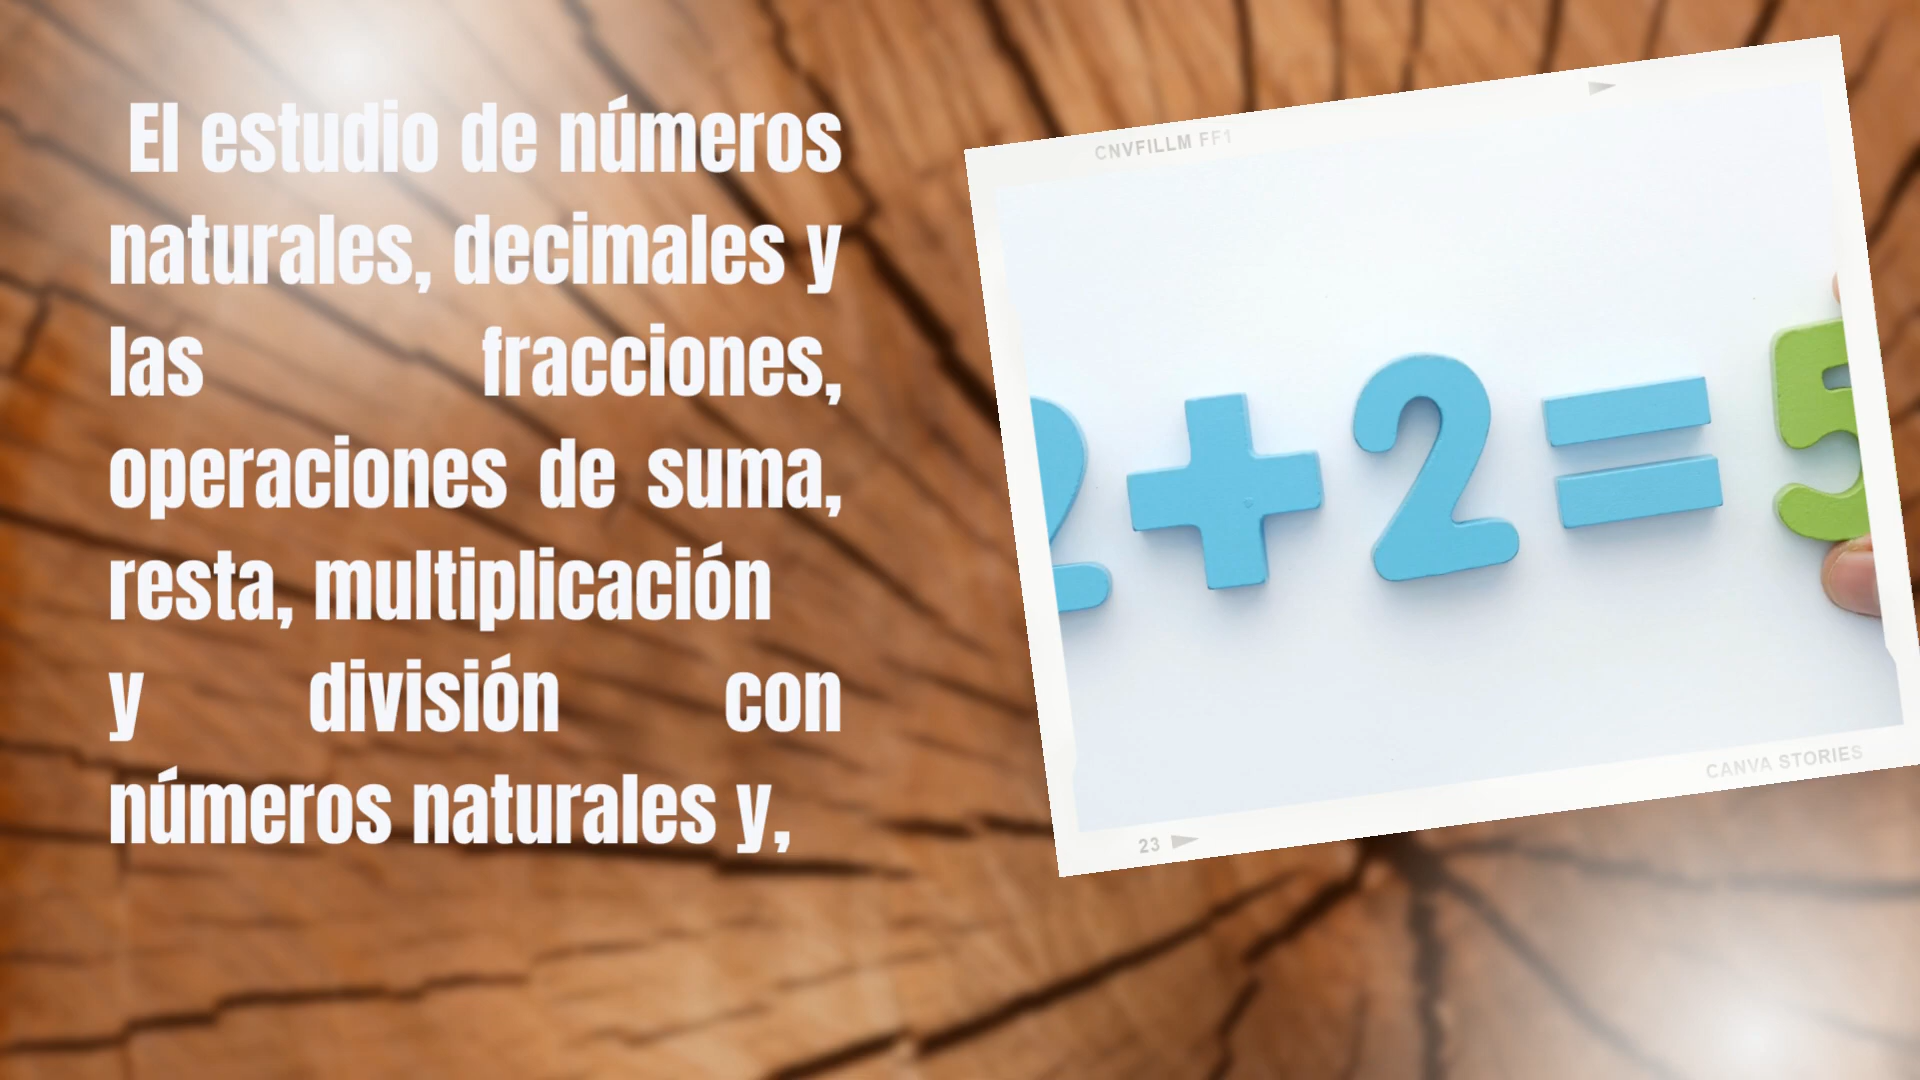 El estudio de números
naturales, decimales y
las fracciones,
operaciones de suma,
resta, multiplicación
y división con
números naturales y,
CNVFILLM FF1
2+2=5
CANVA STORIES
23